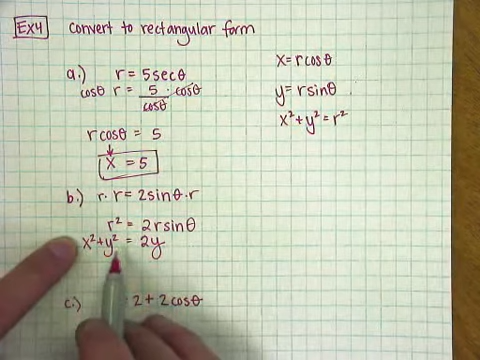 Ex4 Convert to rectangular form
x = rcosθ
y = rsinθ
x² + y² = r²
a.) r = 5secθ
cosθ r = 5/cosθ · cosθ
rcosθ = 5
x = 5
b.) r · r = 2sinθ · r
r² = 2rsinθ
x² + y² = 2y
c.) = 2 + 2cosθ